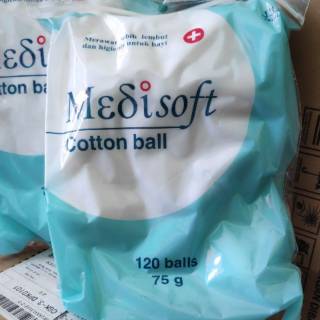 Merawat lebih lembut
dan higienis untuk bayi
Medisoft
Cotton ball
120 balls
75 g